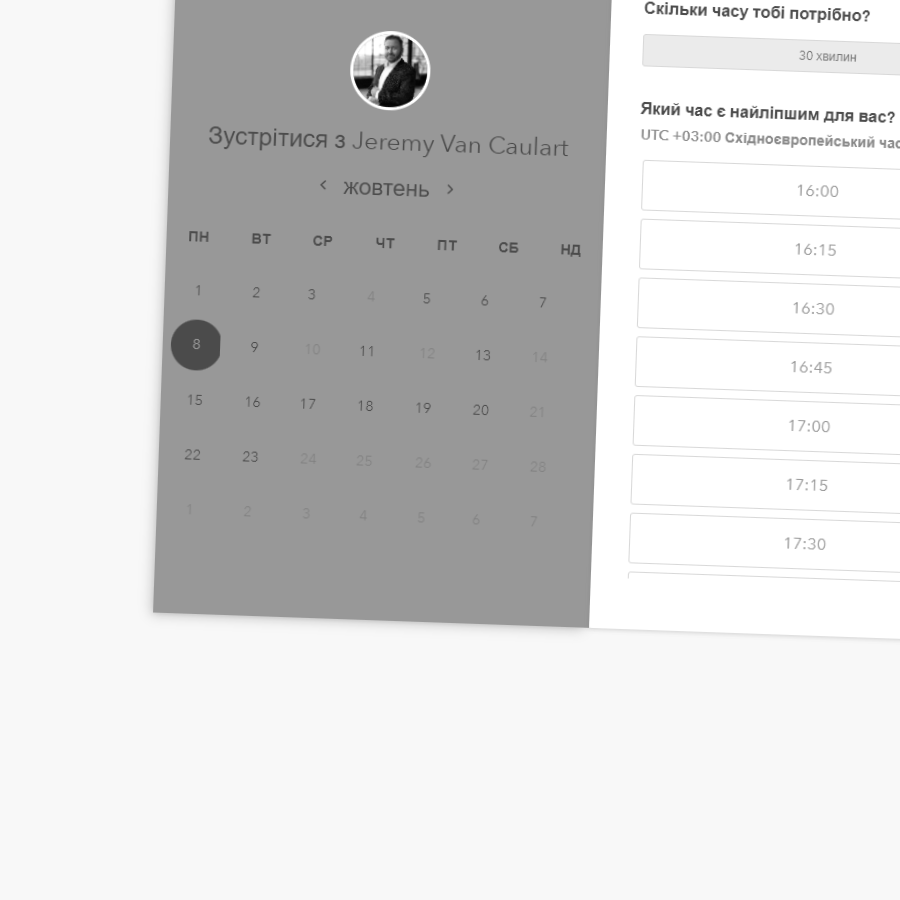 Зустрітися з Jeremy Van Caulart
жовтень
ПН ВТ СР ЧТ ПТ СБ НД
1 2 3 4 5 6 7
8 9 10 11 12 13 14
15 16 17 18 19 20 21
22 23 24 25 26 27 28
1 2 3 4 5 6 7
Скільки часу тобі потрібно?
30 хвилин
Який час є найліпшим для вас?
UTC +03:00 Східноєвропейський час
16:00
16:15
16:30
16:45
17:00
17:15
17:30